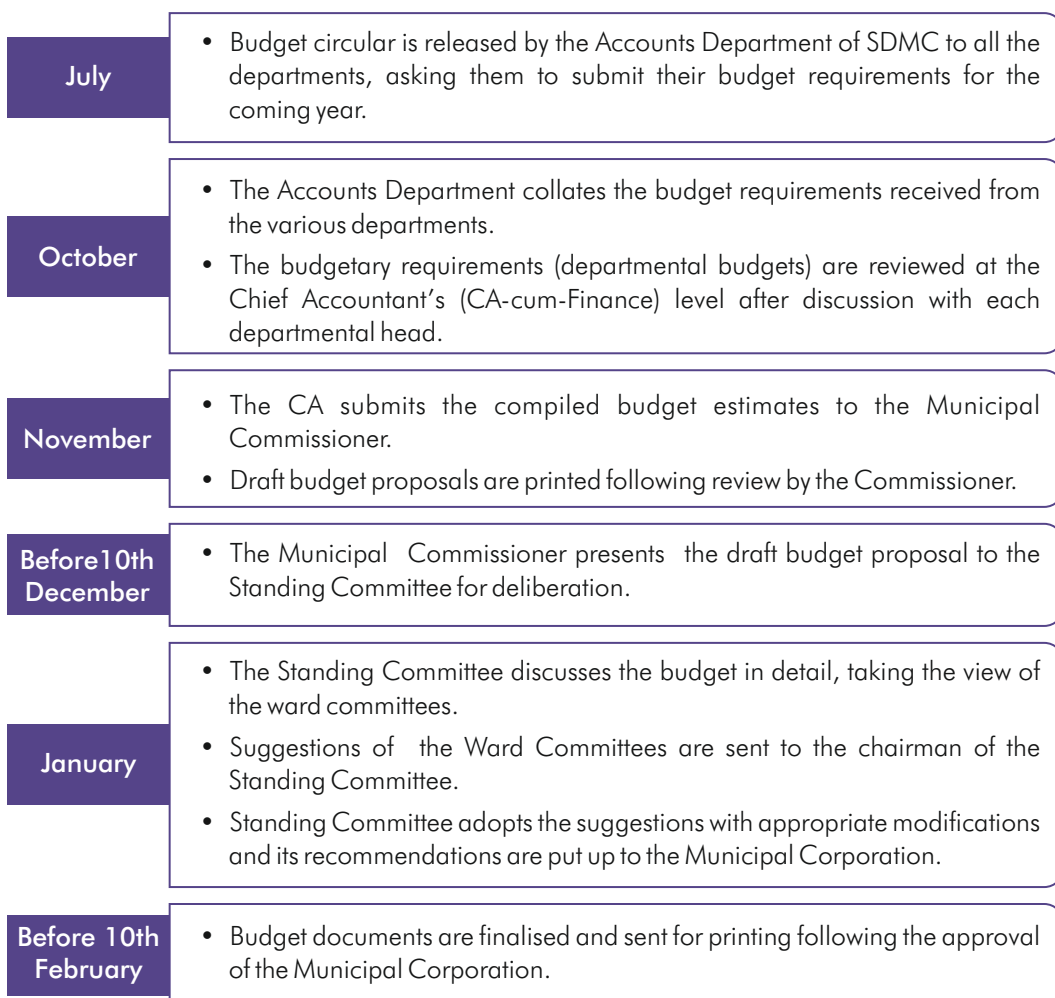 July
• Budget circular is released by the Accounts Department of SDMC to all the
departments, asking them to submit their budget requirements for the
coming year.
October
• The Accounts Department collates the budget requirements received from
the various departments.
• The budgetary requirements (departmental budgets) are reviewed at the
Chief Accountant's (CA-cum-Finance) level after discussion with each
departmental head.
November
• The CA submits the compiled budget estimates to the Municipal
Commissioner.
• Draft budget proposals are printed following review by the Commissioner.
Before10th
December
• The Municipal Commissioner presents the draft budget proposal to the
Standing Committee for deliberation.
January
• The Standing Committee discusses the budget in detail, taking the view of
the ward committees.
• Suggestions of the Ward Committees are sent to the chairman of the
Standing Committee.
• Standing Committee adopts the suggestions with appropriate modifications
and its recommendations are put up to the Municipal Corporation.
Before 10th
February
• Budget documents are finalised and sent for printing following the approval
of the Municipal Corporation.